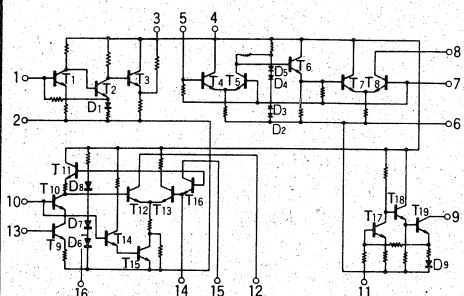 3 5 4
8
T6
D5
1 T1 T3 T4 T5 D4 T7 T8 7
T2
D1 D3
2 6
D2
T11
T18
T10 D8 T16
10 T12 T13 T17 T19 9
D7 T14
13 D6
T9 T15 D9
16 14 15 12 11